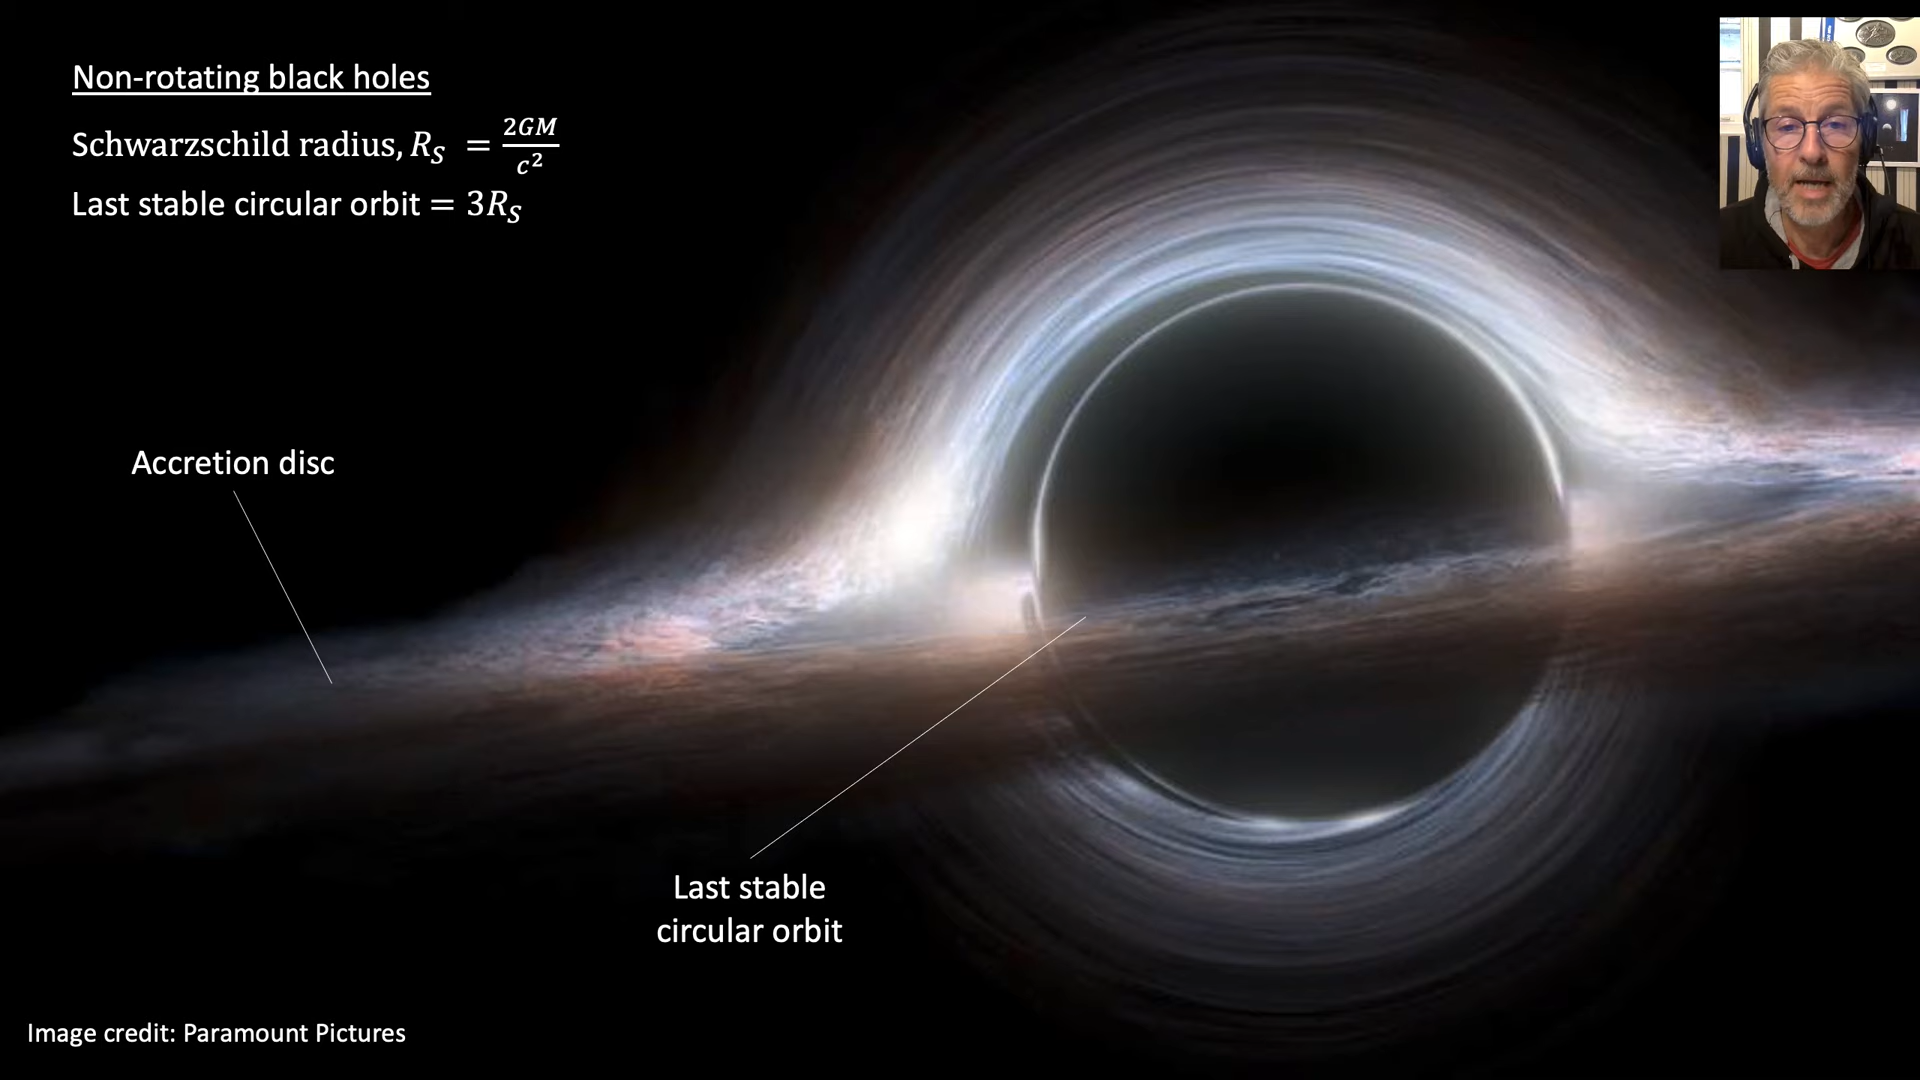 Non-rotating black holes
Schwarzschild radius, R_S = 2GM/c²
Last stable circular orbit = 3R_S
Accretion disc
Last stable
circular orbit
Image credit: Paramount Pictures